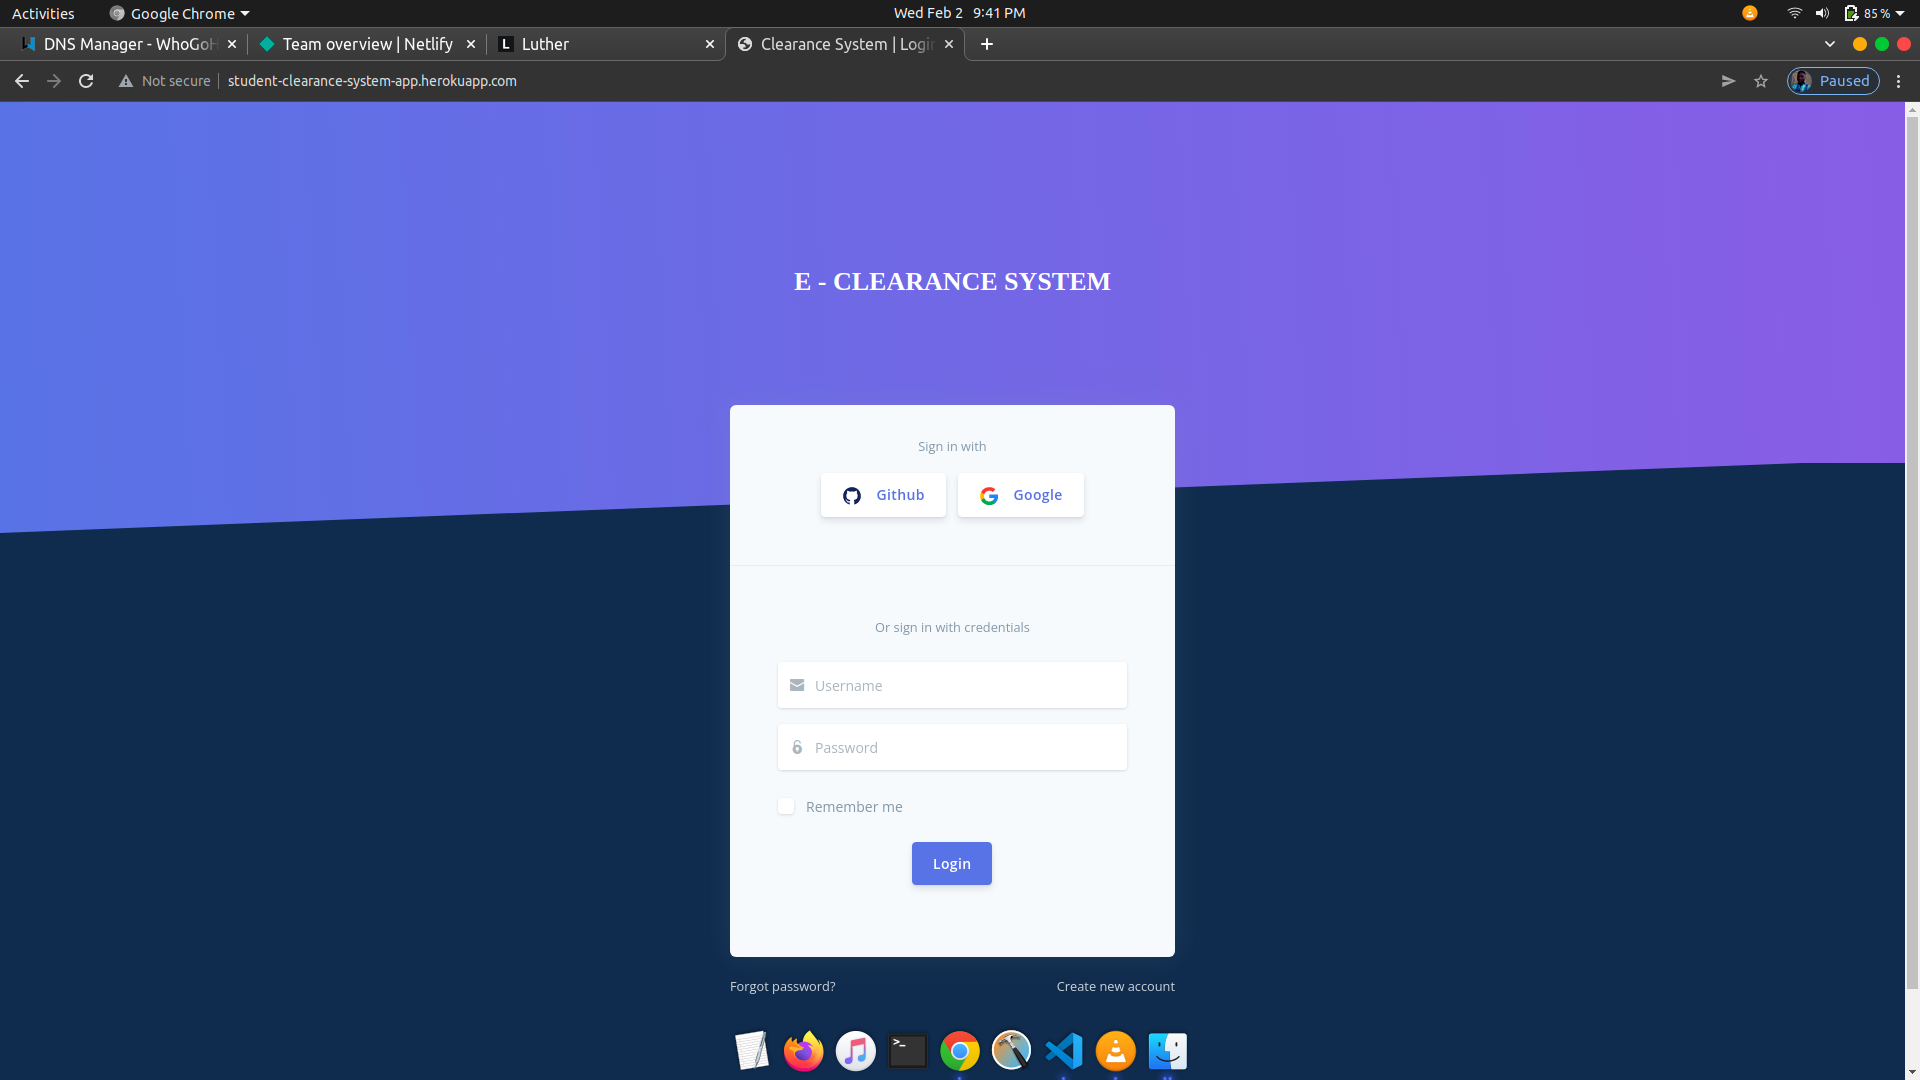 Activities
Google Chrome
Wed Feb 2 9:41 PM
85 %
DNS Manager - WhoGoH
Team overview | Netlify
L
Luther
Clearance System | Login
Not secure
student-clearance-system-app.herokuapp.com
Paused
E - CLEARANCE SYSTEM
Sign in with
Github
Google
Or sign in with credentials
Username
Password
Remember me
Login
Forgot password?
Create new account
>_